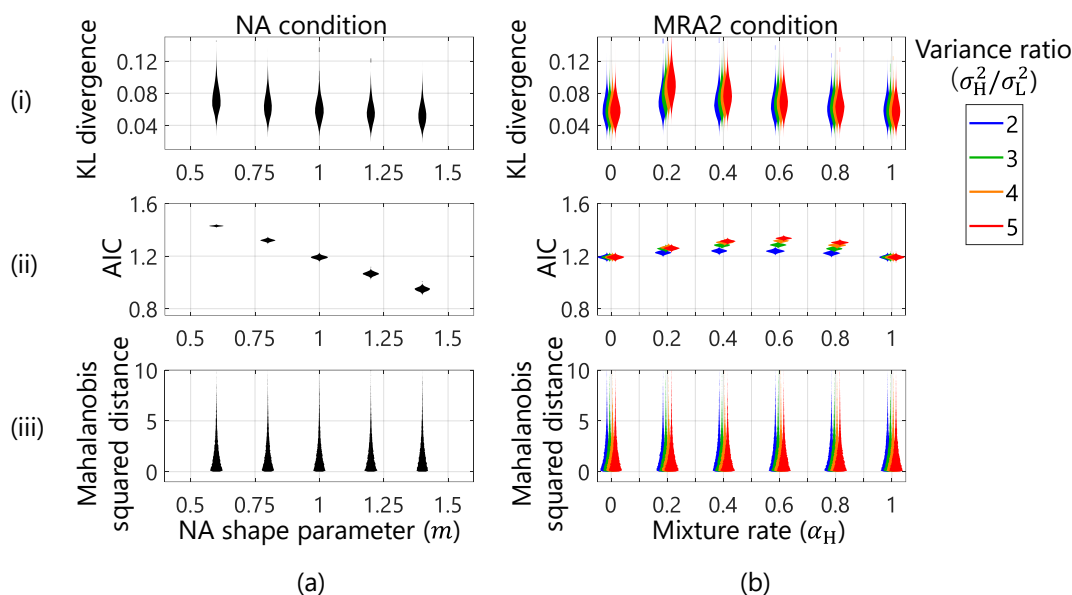 NA condition
MRA2 condition
Variance ratio
(σ_H^2/σ_L^2)
2
3
4
5
(i)
KL divergence
0.12
0.08
0.04
0.5 0.75 1 1.25 1.5
KL divergence
0.12
0.08
0.04
0 0.2 0.4 0.6 0.8 1
(ii)
AIC
1.6
1.2
0.8
0.5 0.75 1 1.25 1.5
AIC
1.6
1.2
0.8
0 0.2 0.4 0.6 0.8 1
(iii)
Mahalanobis
squared distance
10
5
0
0.5 0.75 1 1.25 1.5
NA shape parameter (m)
Mahalanobis
squared distance
10
5
0
0 0.2 0.4 0.6 0.8 1
Mixture rate (α_H)
(a)
(b)